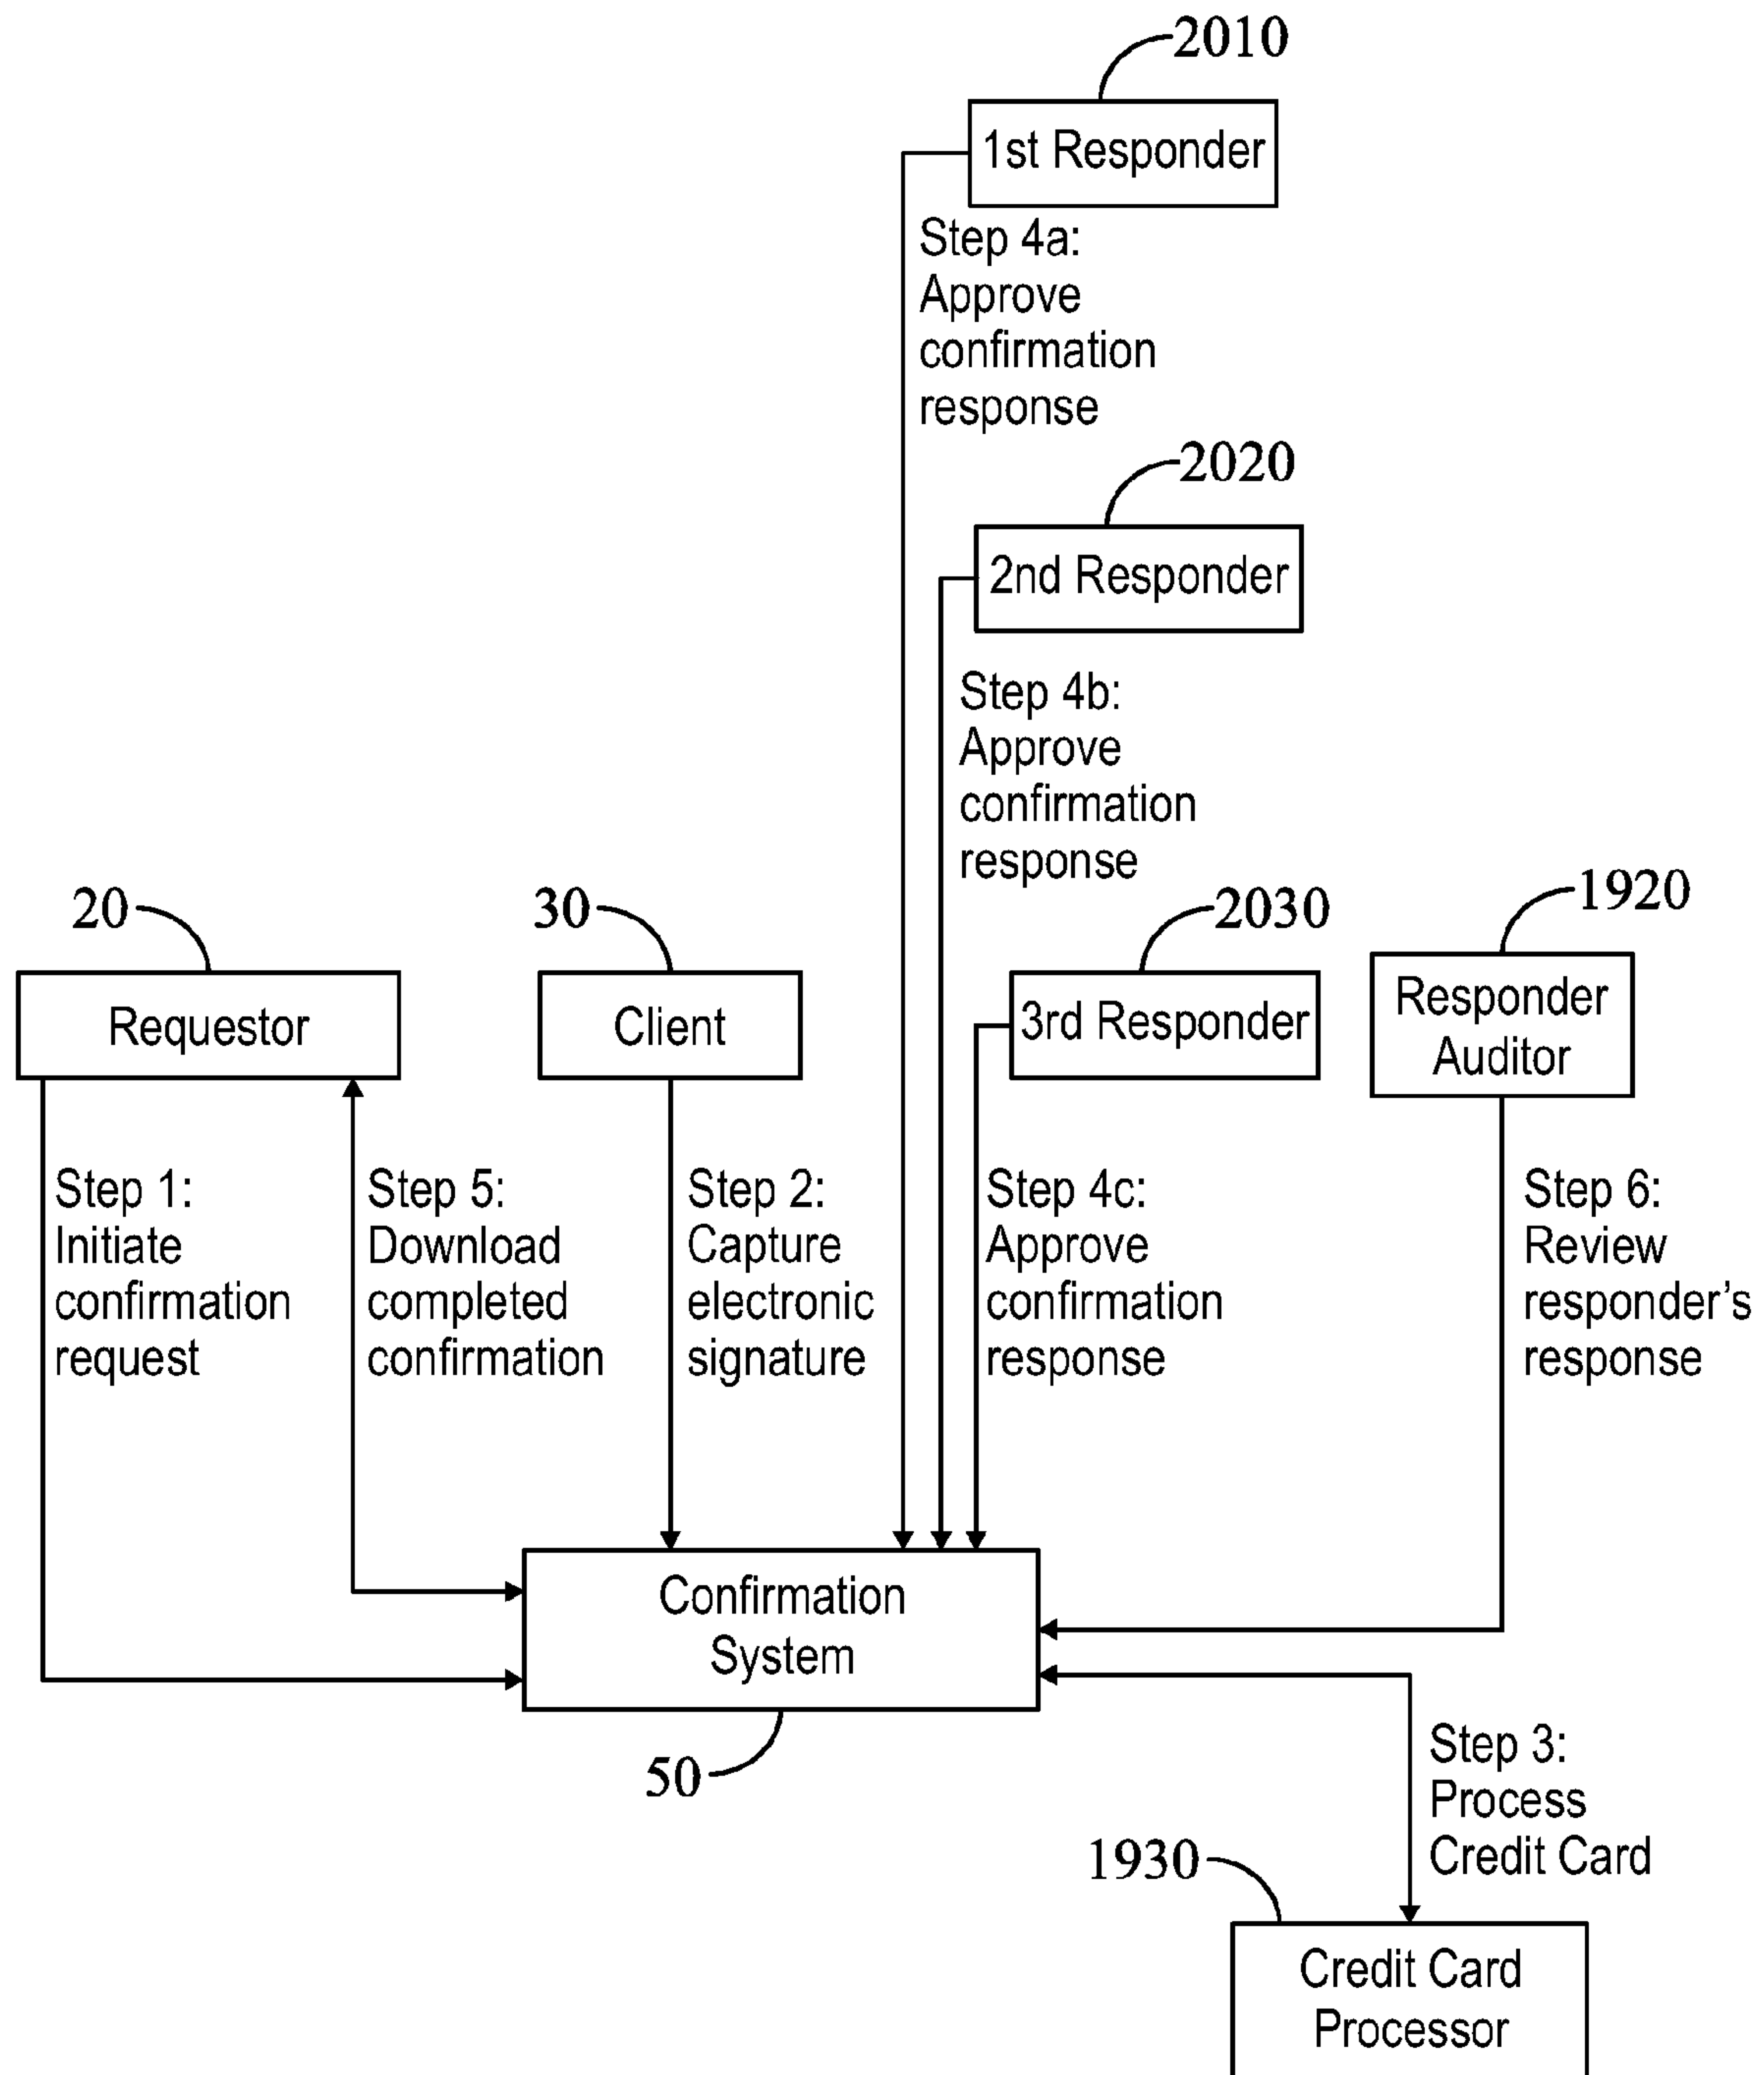 2010
1st Responder
Step 4a:
Approve
confirmation
response
2020
2nd Responder
Step 4b:
Approve
confirmation
response
20
30
2030
1920
Requestor
Client
3rd Responder
Responder
Auditor
Step 1:
Initiate
confirmation
request
Step 5:
Download
completed
confirmation
Step 2:
Capture
electronic
signature
Step 4c:
Approve
confirmation
response
Step 6:
Review
responder's
response
Confirmation
System
50
Step 3:
Process
Credit Card
1930
Credit Card
Processor